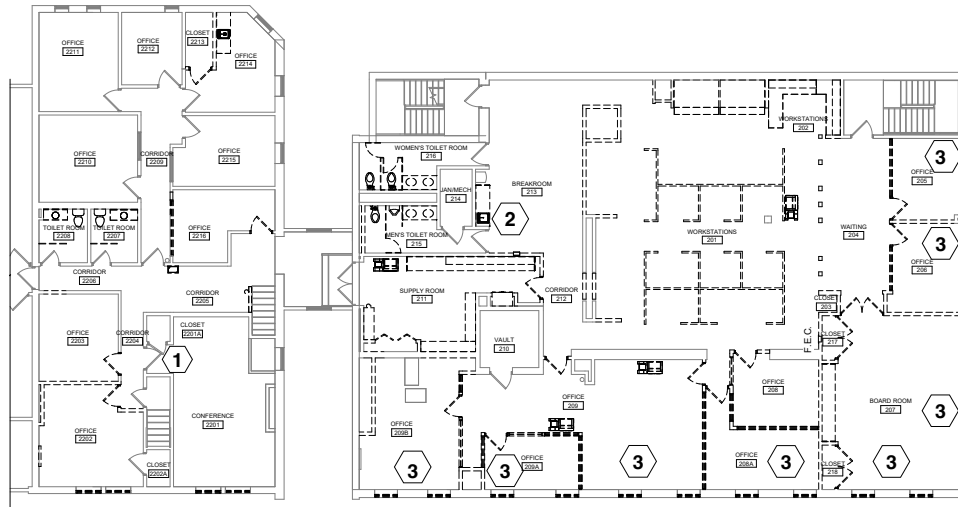 OFFICE
2211
OFFICE
2212
CLOSET
2213
OFFICE
2214
OFFICE
2210
CORRIDOR
2209
OFFICE
2215
TOILET ROOM
2208
TOILET ROOM
2207
OFFICE
2216
CORRIDOR
2206
CORRIDOR
2205
OFFICE
2203
CORRIDOR
2204
CLOSET
2201A
1
OFFICE
2202
CONFERENCE
2201
CLOSET
2202A
WOMEN'S TOILET ROOM
216
JAN/MECH
214
MEN'S TOILET ROOM
215
BREAKROOM
213
2
SUPPLY ROOM
211
CORRIDOR
212
VAULT
210
WORKSTATIONS
202
WORKSTATIONS
201
WAITING
204
3
OFFICE
205
3
OFFICE
206
CLOSET
203
F.E.C.
CLOSET
217
OFFICE
209B
OFFICE
209
OFFICE
208
BOARD ROOM
207
3
OFFICE
209A
OFFICE
208A
CLOSET
218
3
3
3
3
3